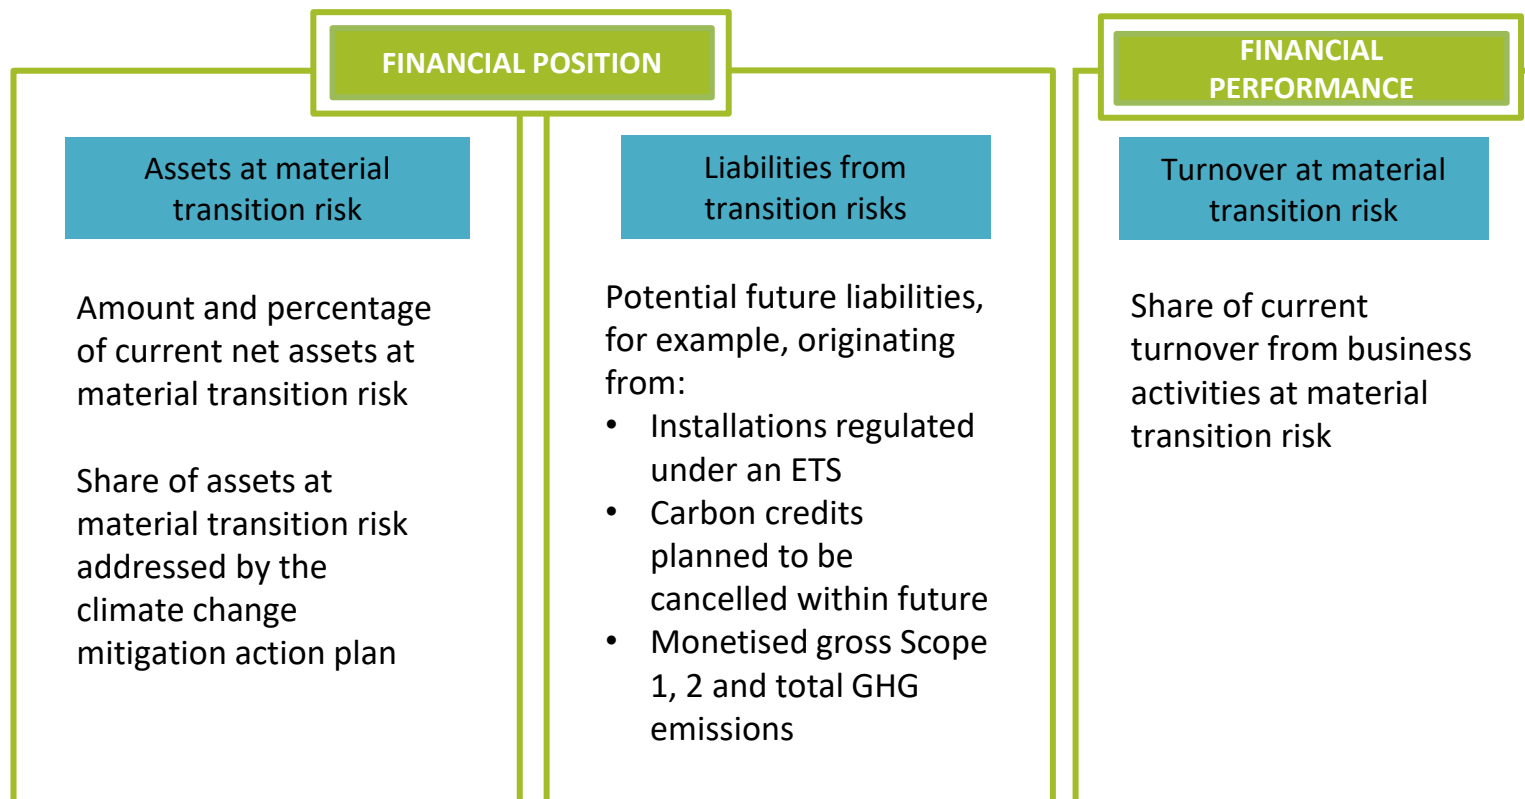 FINANCIAL POSITION
Assets at material
transition risk
Amount and percentage
of current net assets at
material transition risk
Share of assets at
material transition risk
addressed by the
climate change
mitigation action plan
Liabilities from
transition risks
Potential future liabilities,
for example, originating
from:
• Installations regulated
under an ETS
• Carbon credits
planned to be
cancelled within future
• Monetised gross Scope
1, 2 and total GHG
emissions
FINANCIAL
PERFORMANCE
Turnover at material
transition risk
Share of current
turnover from business
activities at material
transition risk